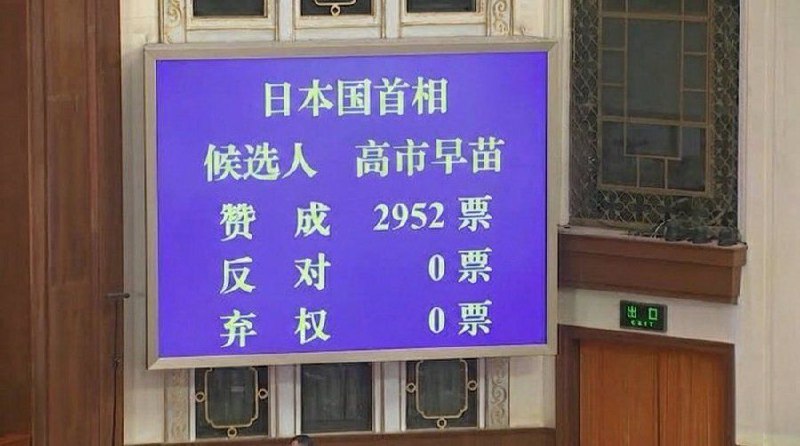 日本国首相
候选人 高市早苗
赞 成 2952 票
反 对 0 票
弃 权 0 票
出 口
EXIT